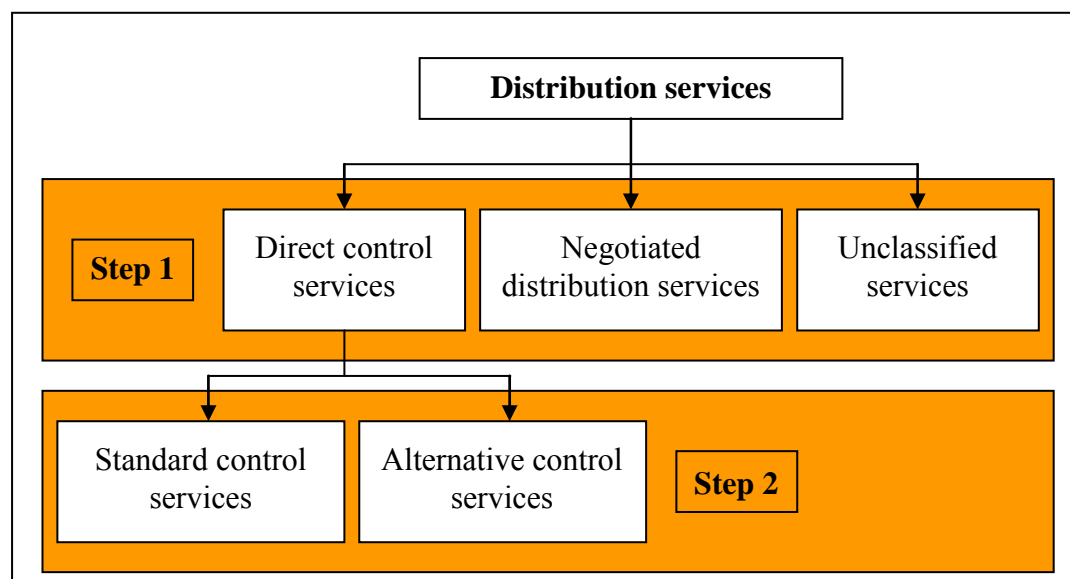 Distribution services
Step 1
Direct control
services
Negotiated
distribution services
Unclassified
services
Standard control
services
Alternative control
services
Step 2